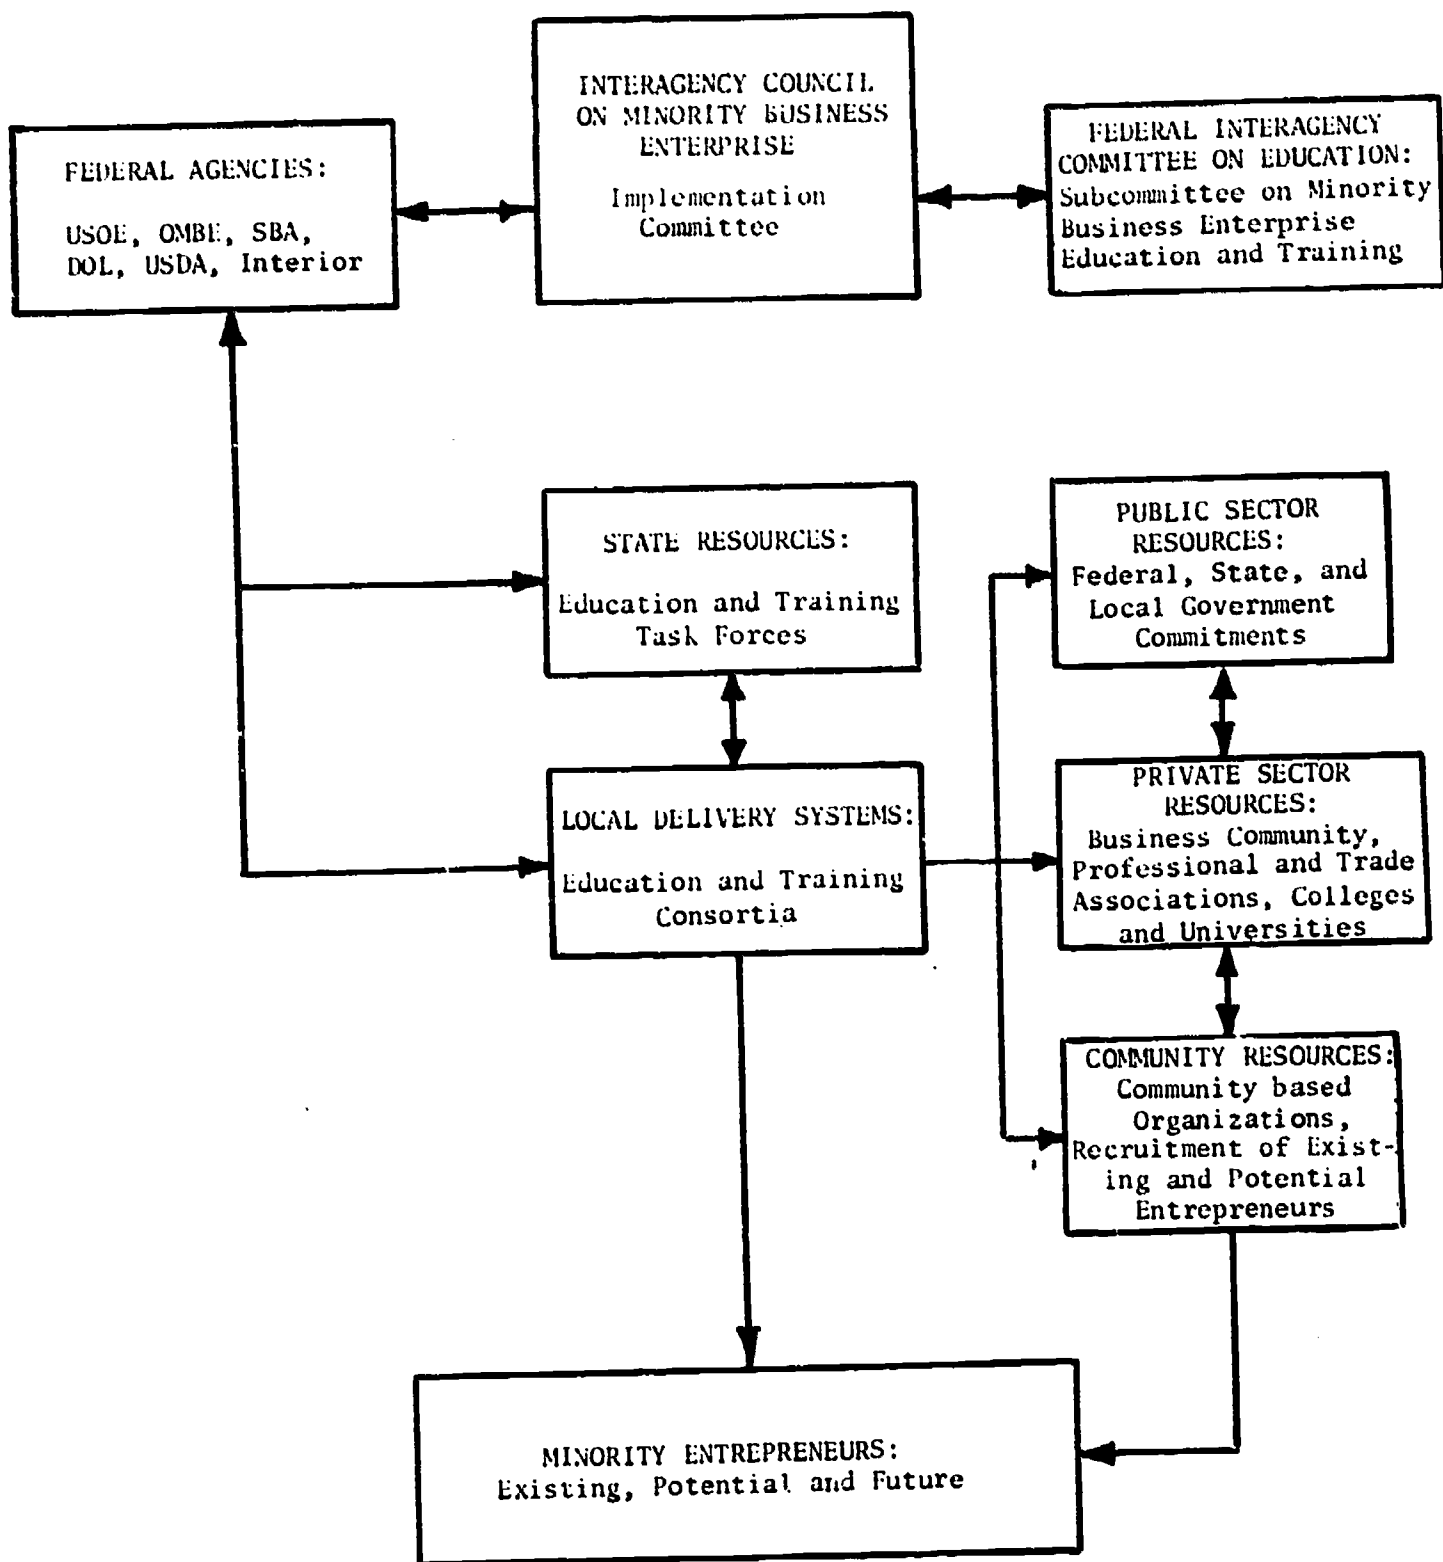 INTERAGENCY COUNCIL
ON MINORITY BUSINESS
ENTERPRISE
Implementation
Committee
FEDERAL AGENCIES:
USOE, OMBE, SBA,
DOL, USDA, Interior
FEDERAL INTERAGENCY
COMMITTEE ON EDUCATION:
Subcommittee on Minority
Business Enterprise
Education and Training
STATE RESOURCES:
Education and Training
Task Forces
PUBLIC SECTOR
RESOURCES:
Federal, State, and
Local Government
Commitments
LOCAL DELIVERY SYSTEMS:
Education and Training
Consortia
PRIVATE SECTOR
RESOURCES:
Business Community,
Professional and Trade
Associations, Colleges
and Universities
COMMUNITY RESOURCES:
Community based
Organizations,
Recruitment of Exist-
ing and Potential
Entrepreneurs
MINORITY ENTREPRENEURS:
Existing, Potential and Future